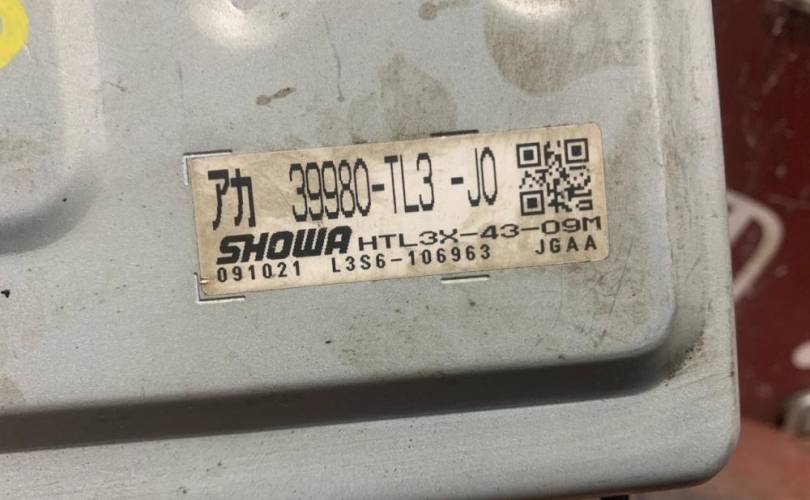 アカ 39980-TL3 -J0
SHOWA HTL3X-43-09M
091021 L3S6-106963 JGAA